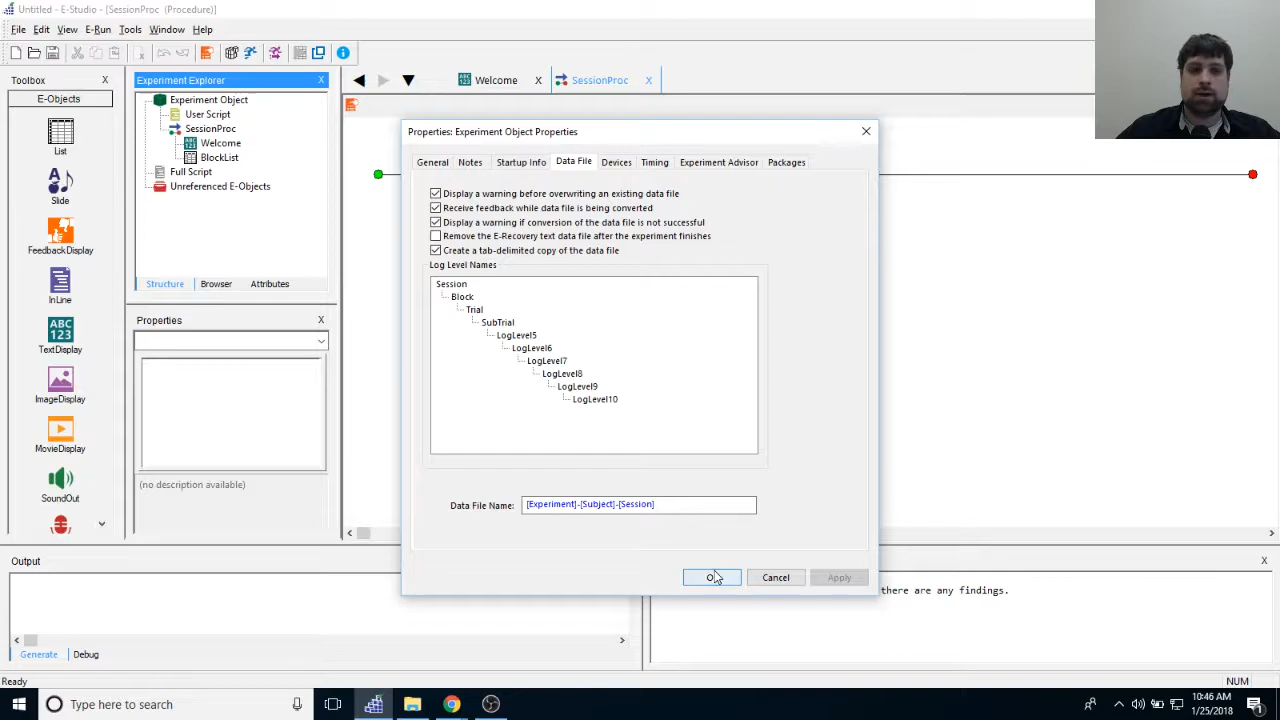 Untitled - E-Studio - [SessionProc (Procedure)]
File Edit View E-Run Tools Window Help
Toolbox
E-Objects
List
Slide
FeedbackDisplay
InLine
ABC
123
TextDisplay
ImageDisplay
MovieDisplay
SoundOut
Experiment Explorer
Experiment Object
User Script
SessionProc
Welcome
BlockList
Full Script
Unreferenced E-Objects
Structure Browser Attributes
Properties
(no description available)
Welcome SessionProc
Properties: Experiment Object Properties
General Notes Startup Info Data File Devices Timing Experiment Advisor Packages
Display a warning before overwriting an existing data file
Receive feedback while data file is being converted
Display a warning if conversion of the data file is not successful
Remove the E-Recovery text data file after the experiment finishes
Create a tab-delimited copy of the data file
Log Level Names
Session
Block
Trial
SubTrial
LogLevel5
LogLevel6
LogLevel7
LogLevel8
LogLevel9
LogLevel10
Data File Name: [Experiment]-[Subject]-[Session]
Cancel Apply
Output
there are any findings.
Generate Debug
Ready
NUM
Type here to search
10:46 AM
1/25/2018